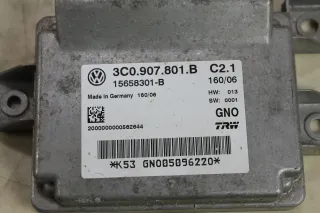 3C0.907.801.B C2.1
15658301-B 160/06
Made in Germany 160/06 HW: 013
SW: 0001
GNO
2000000000582644
TRW
*K53 GNO05096220*